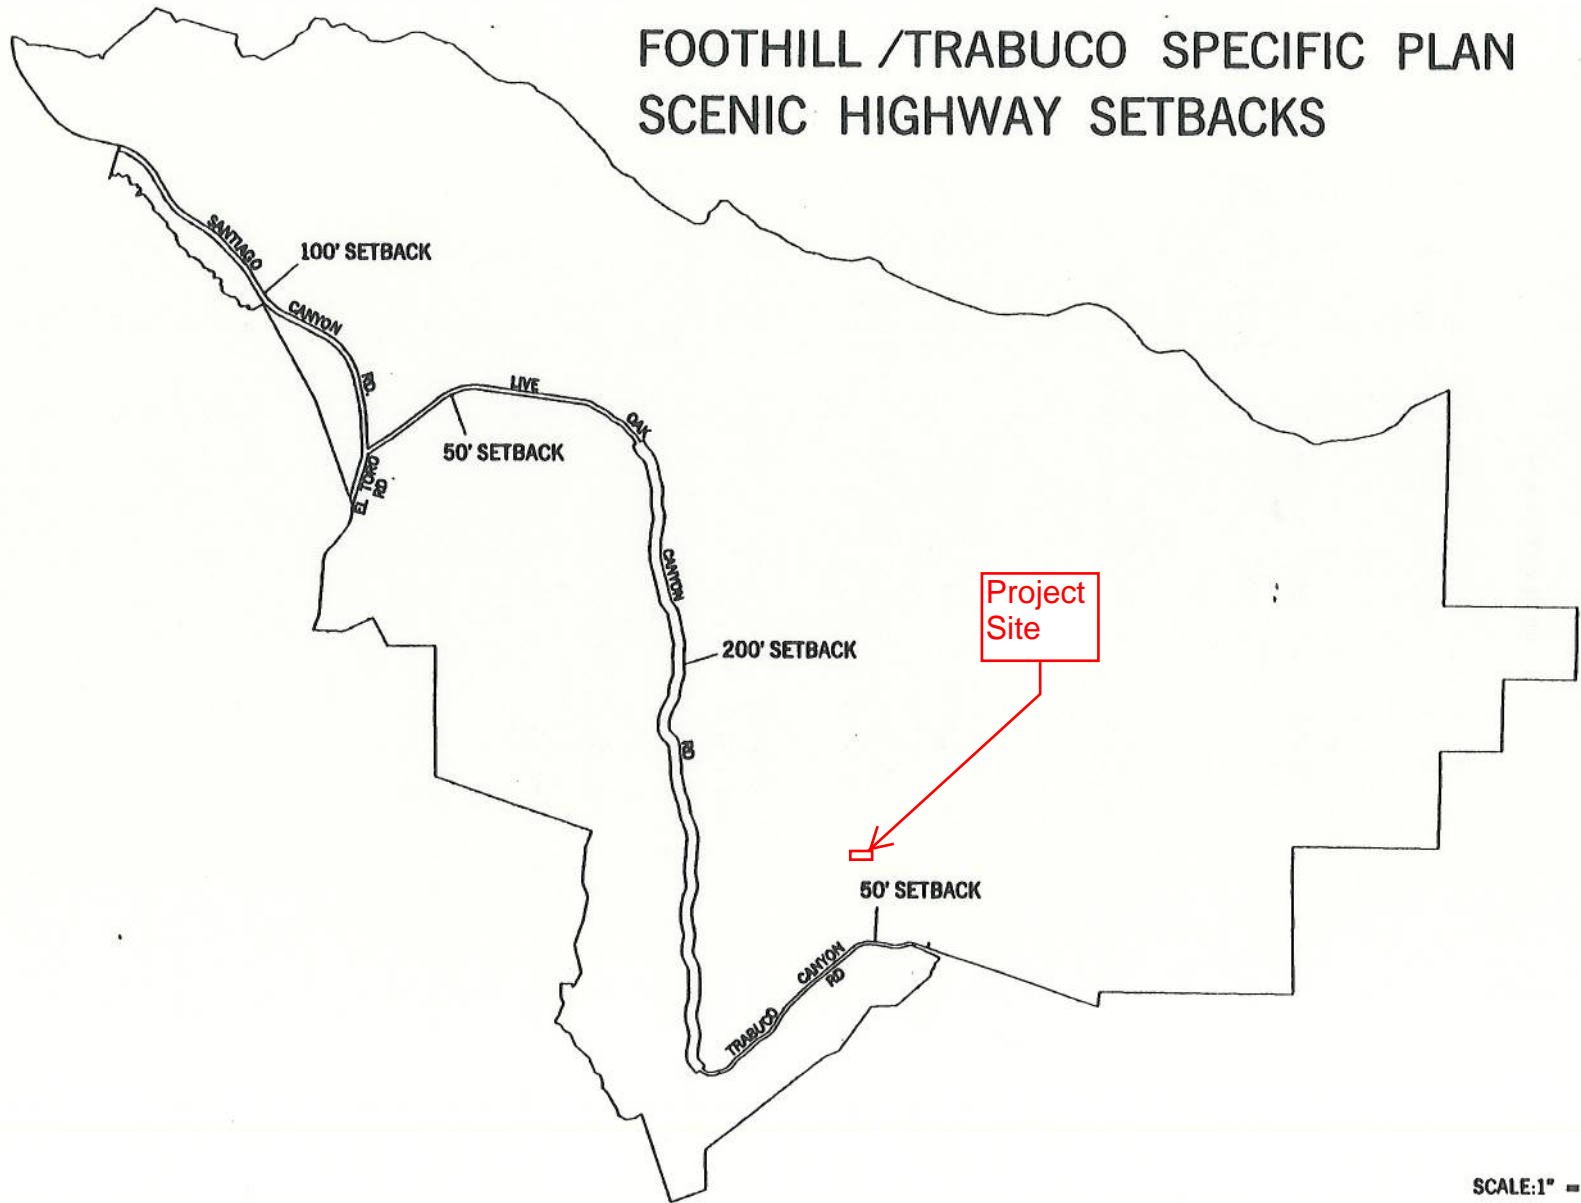 FOOTHILL /TRABUCO SPECIFIC PLAN
SCENIC HIGHWAY SETBACKS
SANTIAGO
100' SETBACK
CANYON
RD.
LIVE
OAK
50' SETBACK
EL TORO
RD
CANYON
Project
Site
200' SETBACK
RD
50' SETBACK
CANYON
RD
TRABUCO
SCALE:1" =